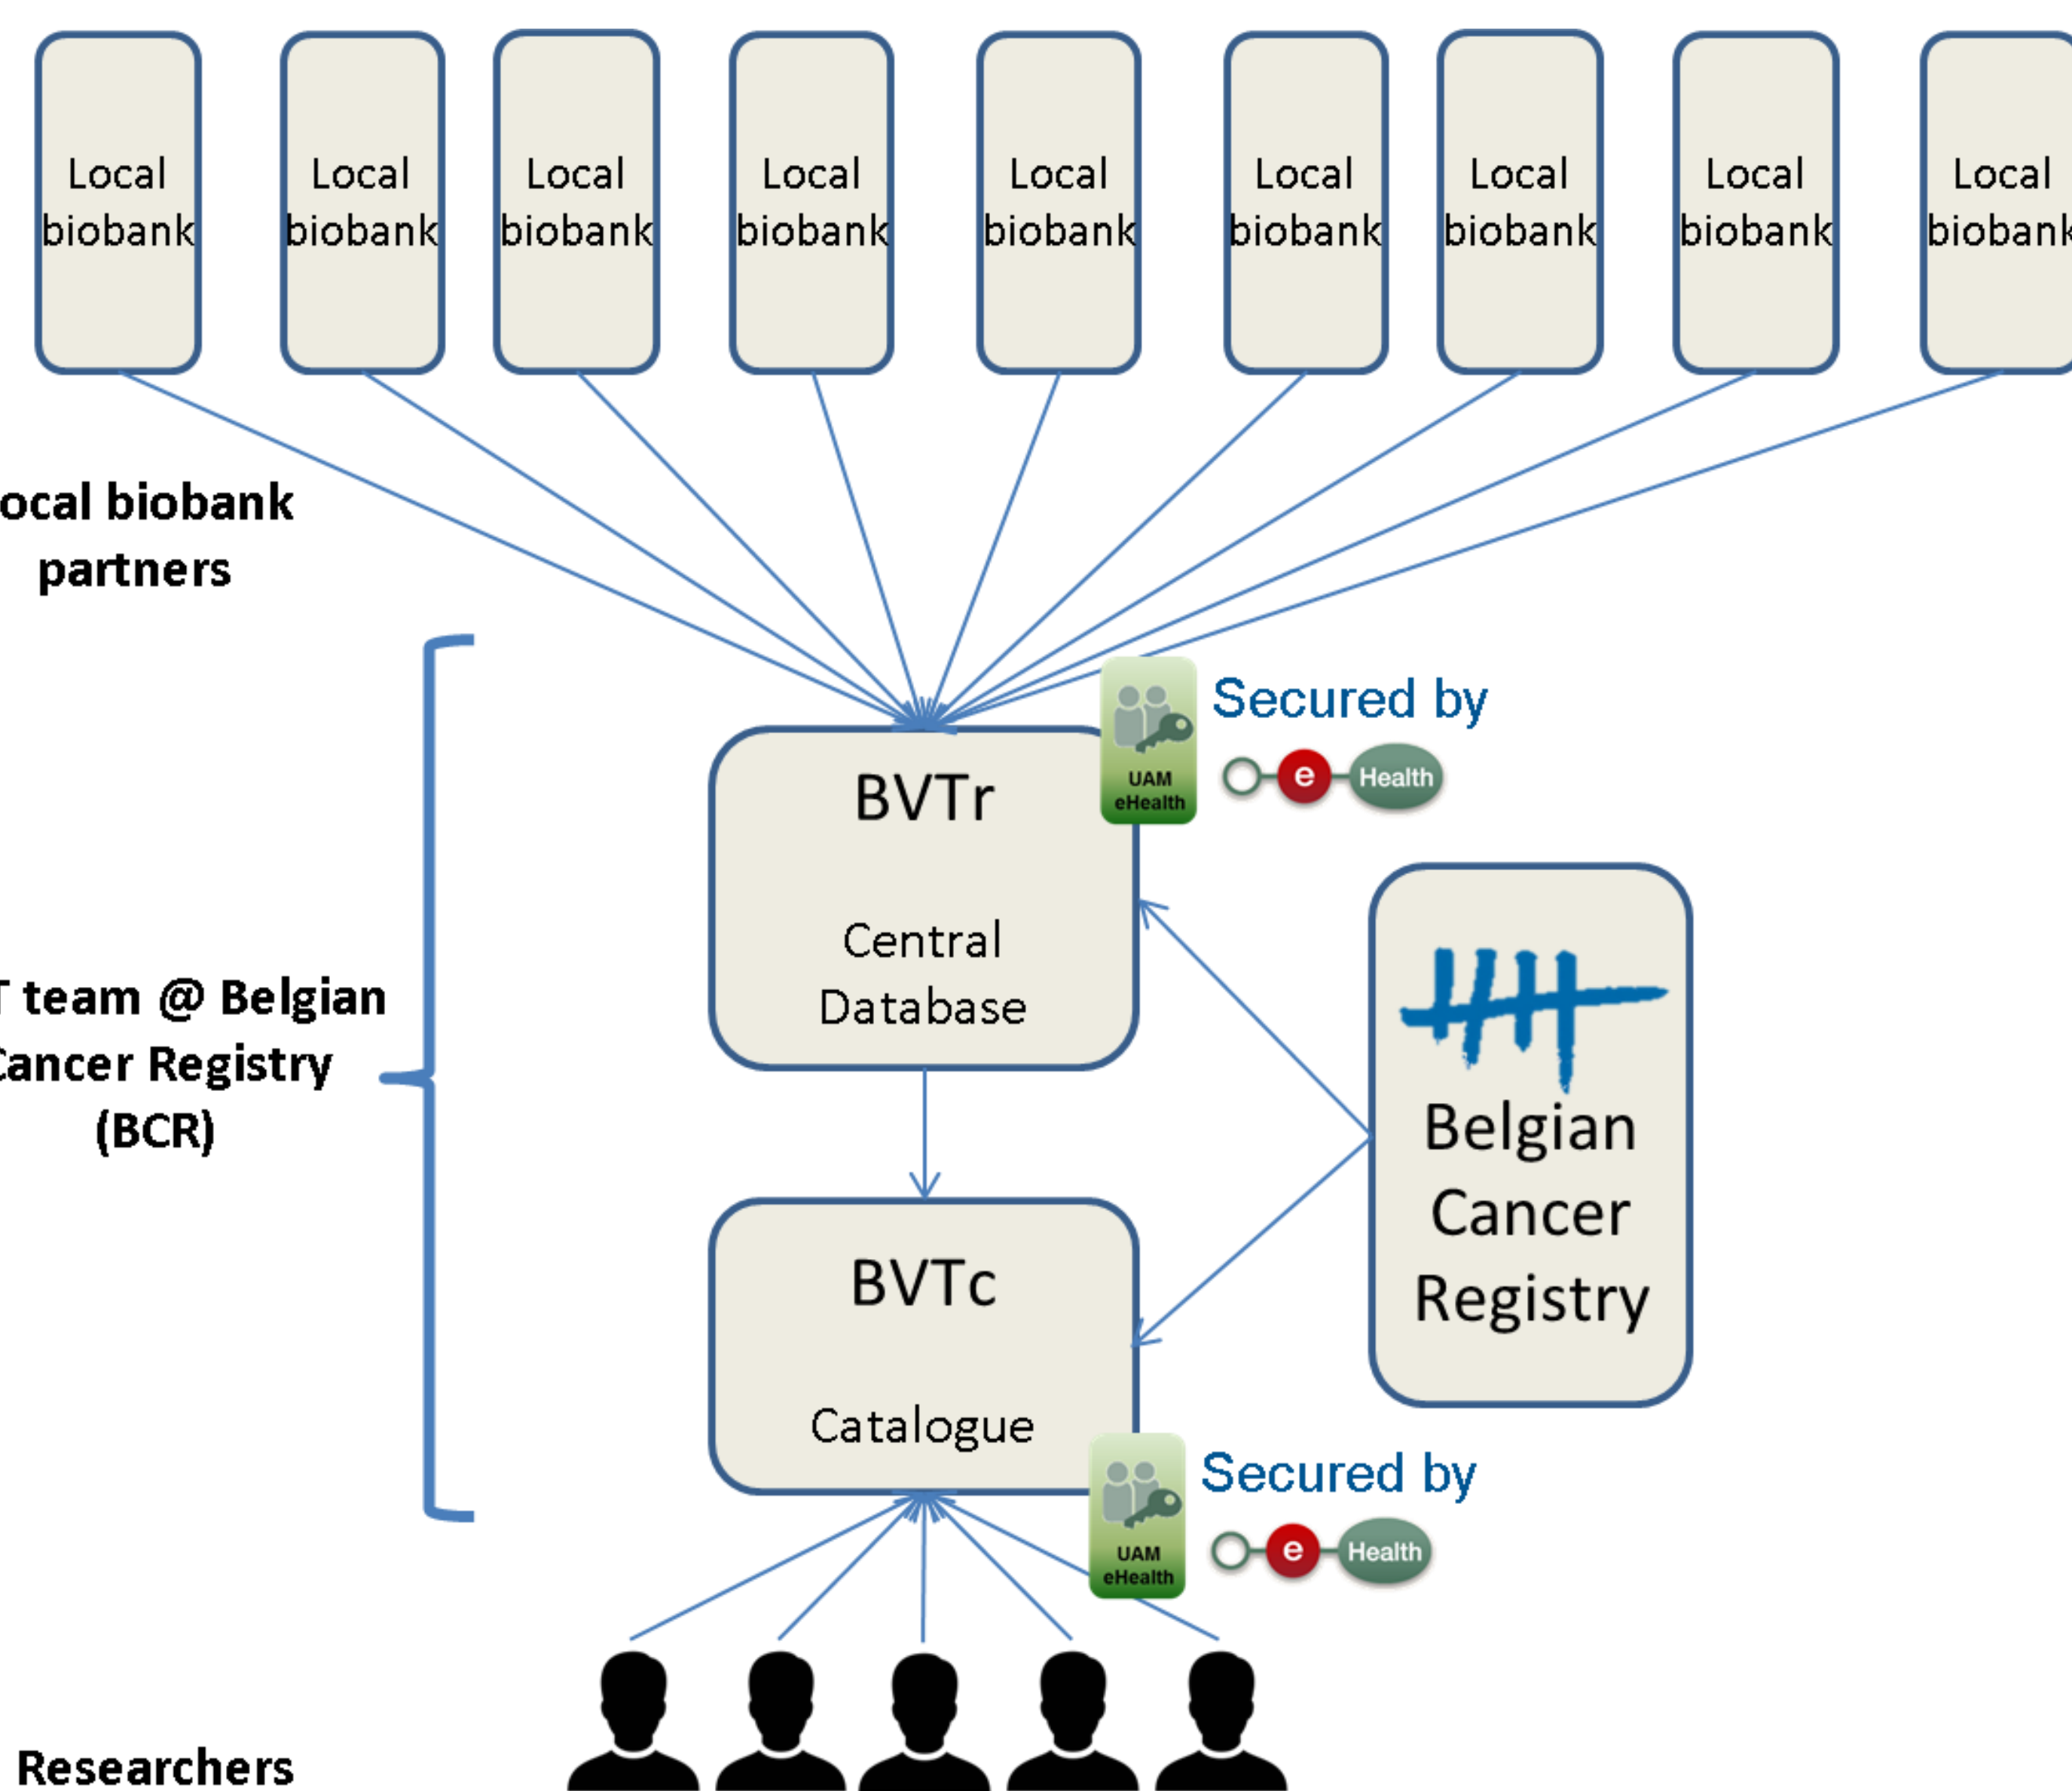 Local
biobank
Local
biobank
Local
biobank
Local
biobank
Local
biobank
Local
biobank
Local
biobank
Local
biobank
Local
biobank
ocal biobank
partners
Secured by
UAM
eHealth
e Health
BVTr
Central
Database
T team @ Belgian
Cancer Registry
(BCR)
Belgian
Cancer
Registry
BVTc
Catalogue
Secured by
UAM
eHealth
e Health
Researchers